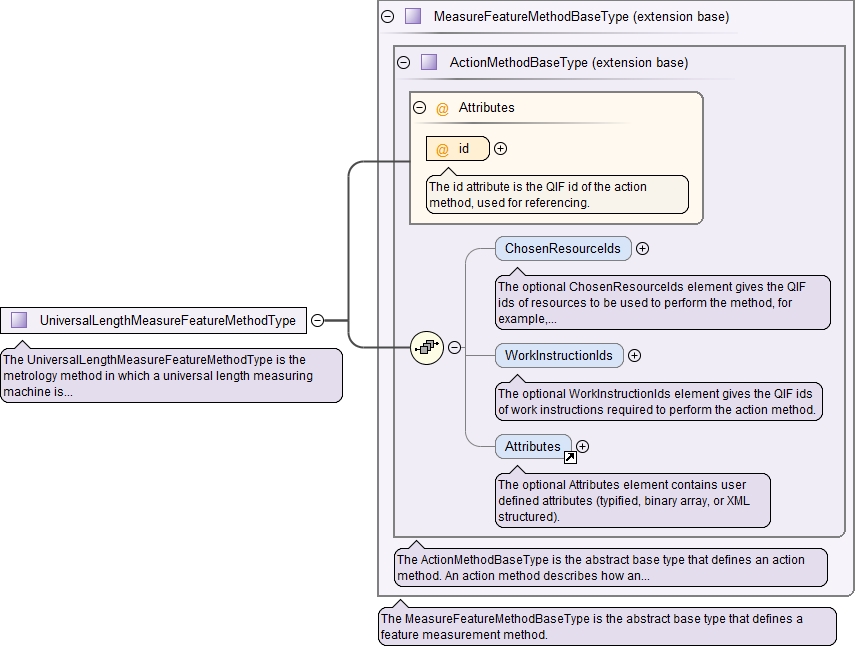 MeasureFeatureMethodBaseType (extension base)
ActionMethodBaseType (extension base)
@ Attributes
@ id
The id attribute is the QIF id of the action
method, used for referencing.
ChosenResourceIds
The optional ChosenResourceIds element gives the QIF
ids of resources to be used to perform the method, for
example,...
UniversalLengthMeasureFeatureMethodType
The UniversalLengthMeasureFeatureMethodType is the
metrology method in which a universal length measuring
machine is...
WorkInstructionIds
The optional WorkInstructionIds element gives the QIF ids
of work instructions required to perform the action method.
Attributes
The optional Attributes element contains user
defined attributes (typified, binary array, or XML
structured).
The ActionMethodBaseType is the abstract base type that defines an action
method. An action method describes how an...
The MeasureFeatureMethodBaseType is the abstract base type that defines a
feature measurement method.